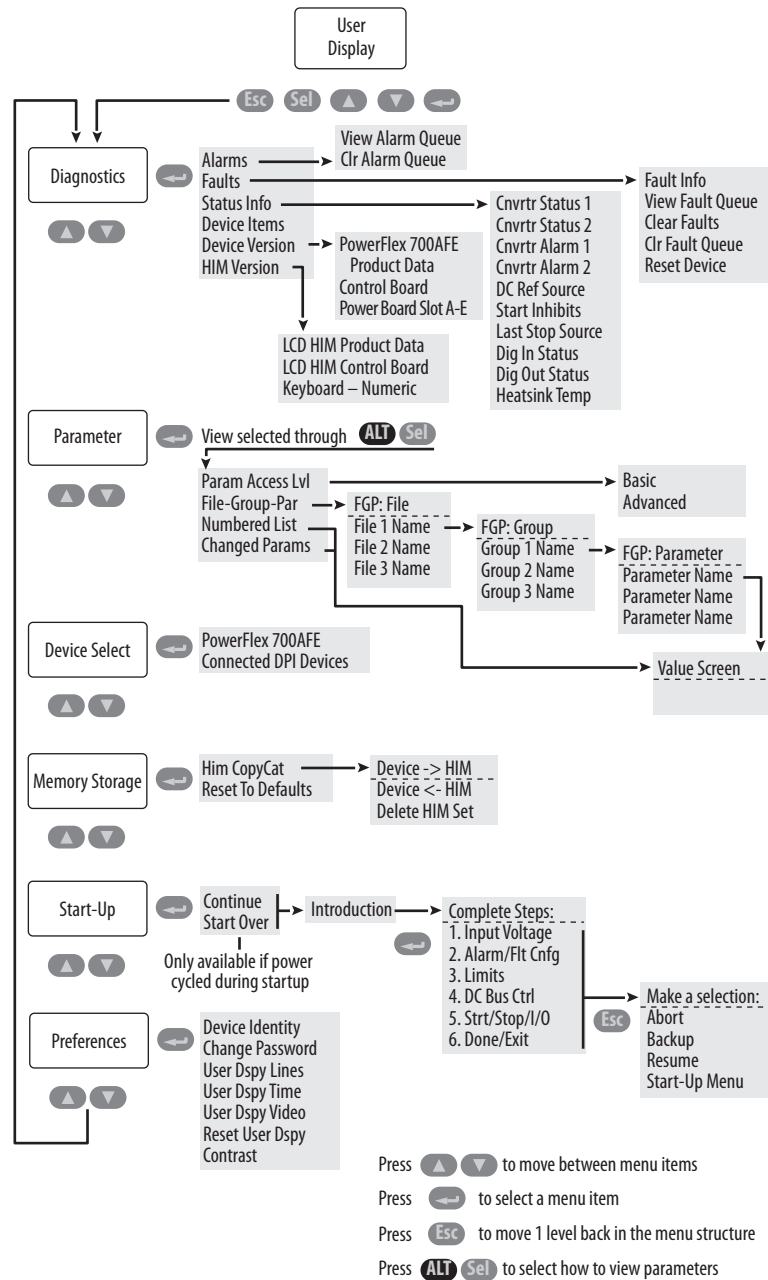 User
Display
Esc Sel
Diagnostics
Alarms
Faults
Status Info
Device Items
Device Version
HIM Version
View Alarm Queue
Clr Alarm Queue
Fault Info
View Fault Queue
Clear Faults
Clr Fault Queue
Reset Device
Cnvrtr Status 1
Cnvrtr Status 2
Cnvrtr Alarm 1
Cnvrtr Alarm 2
DC Ref Source
Start Inhibits
Last Stop Source
Dig In Status
Dig Out Status
Heatsink Temp
PowerFlex 700AFE
Product Data
Control Board
Power Board Slot A-E
LCD HIM Product Data
LCD HIM Control Board
Keyboard – Numeric
Parameter
View selected through ALT Sel
Param Access Lvl
File-Group-Par
Numbered List
Changed Params
Basic
Advanced
FGP: File
File 1 Name
File 2 Name
File 3 Name
FGP: Group
Group 1 Name
Group 2 Name
Group 3 Name
FGP: Parameter
Parameter Name
Parameter Name
Parameter Name
Value Screen
Device Select
PowerFlex 700AFE
Connected DPI Devices
Memory Storage
Him CopyCat
Reset To Defaults
Device -> HIM
Device <- HIM
Delete HIM Set
Start-Up
Continue
Start Over
Only available if power
cycled during startup
Introduction
Complete Steps:
1. Input Voltage
2. Alarm/Flt Cnfg
3. Limits
4. DC Bus Ctrl
5. Strt/Stop/I/O
6. Done/Exit
Esc
Make a selection:
Abort
Backup
Resume
Start-Up Menu
Preferences
Device Identity
Change Password
User Dspy Lines
User Dspy Time
User Dspy Video
Reset User Dspy
Contrast
Press to move between menu items
Press to select a menu item
Press Esc to move 1 level back in the menu structure
Press ALT Sel to select how to view parameters